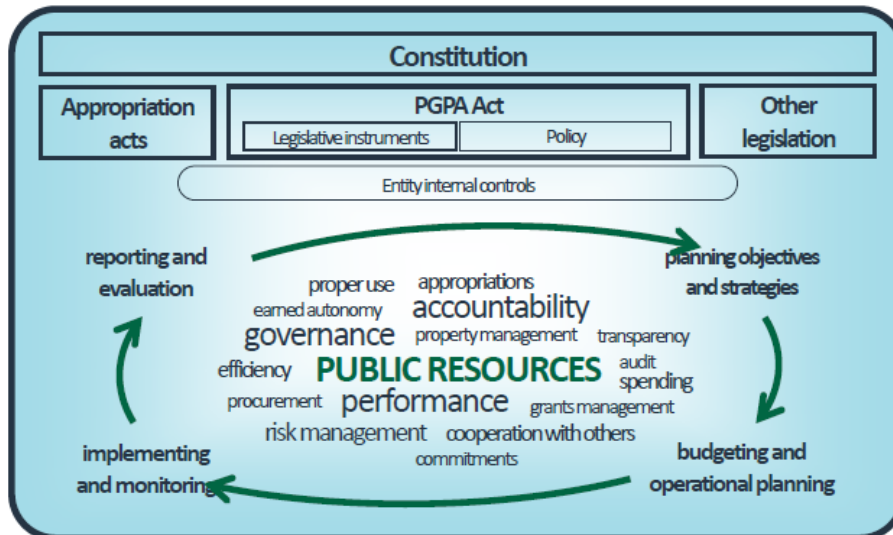 Constitution
Appropriation
acts
PGPA Act
Legislative instruments
Policy
Other
legislation
Entity internal controls
reporting and
evaluation
planning objectives
and strategies
proper use
appropriations
earned autonomy
accountability
governance
property management
transparency
efficiency
PUBLIC RESOURCES
audit
spending
procurement
performance
grants management
risk management
cooperation with others
commitments
implementing
and monitoring
budgeting and
operational planning